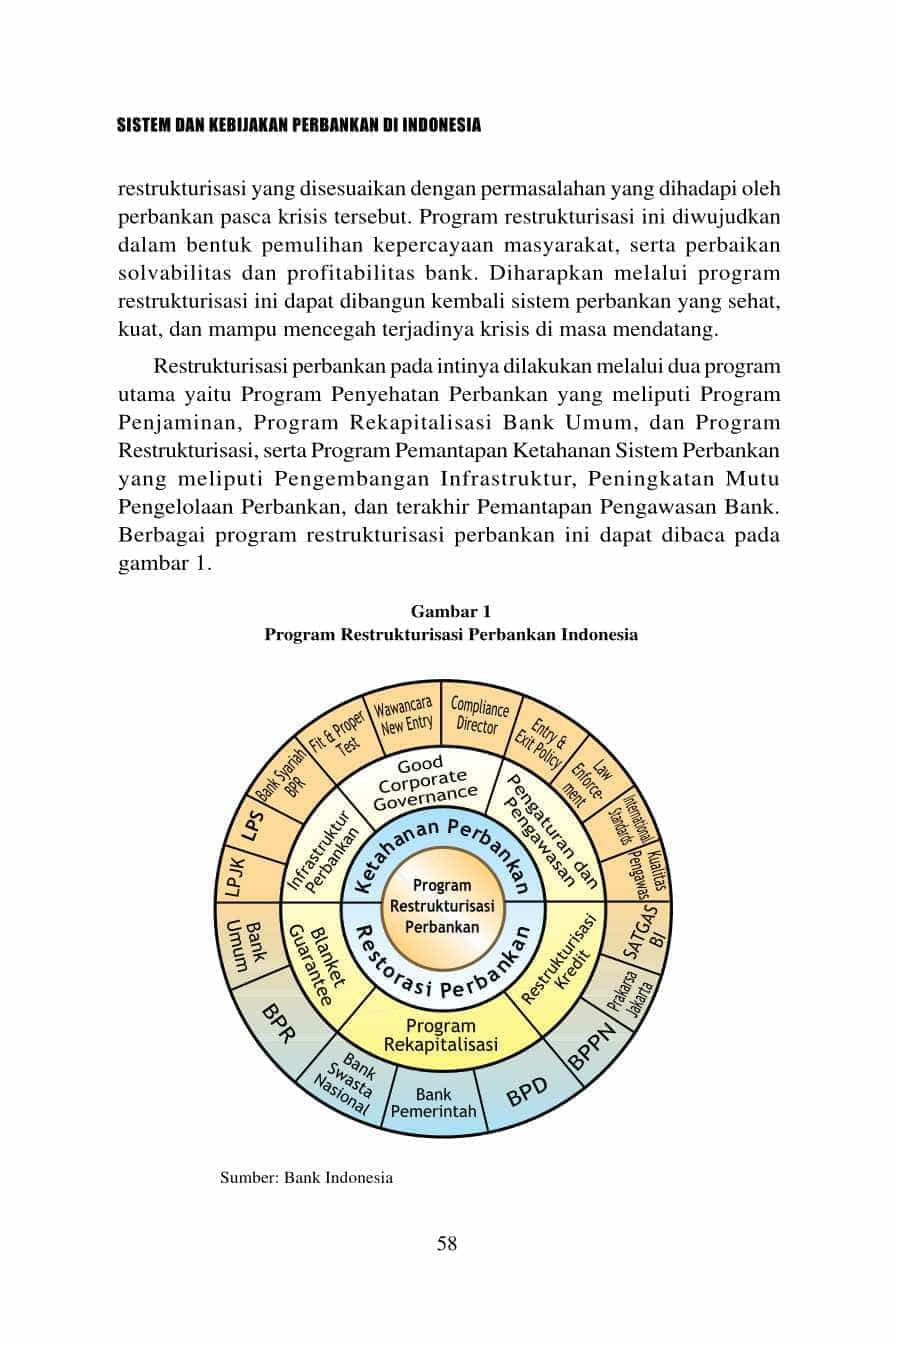 SISTEM DAN KEBIJAKAN PERBANKAN DI INDONESIA
restrukturisasi yang disesuaikan dengan permasalahan yang dihadapi oleh
perbankan pasca krisis tersebut. Program restrukturisasi ini diwujudkan
dalam bentuk pemulihan kepercayaan masyarakat, serta perbaikan
solvabilitas dan profitabilitas bank. Diharapkan melalui program
restrukturisasi ini dapat dibangun kembali sistem perbankan yang sehat,
kuat, dan mampu mencegah terjadinya krisis di masa mendatang.
Restrukturisasi perbankan pada intinya dilakukan melalui dua program
utama yaitu Program Penyehatan Perbankan yang meliputi Program
Penjaminan, Program Rekapitalisasi Bank Umum, dan Program
Restrukturisasi, serta Program Pemantapan Ketahanan Sistem Perbankan
yang meliputi Pengembangan Infrastruktur, Peningkatan Mutu
Pengelolaan Perbankan, dan terakhir Pemantapan Pengawasan Bank.
Berbagai program restrukturisasi perbankan ini dapat dibaca pada
gambar 1.
Gambar 1
Program Restrukturisasi Perbankan Indonesia
LPJK
LPS
Bank Syariah
BPR
Fit & Proper
Test
Wawancara
New Entry
Compliance
Director
Entry &
Exit Policy
Law
Enforce-
ment
International
Standards
Kualitas
Pengawas
SATGAS
BI
Prakarsa
Jakarta
BPPN
BPD
Bank
Pemerintah
Bank
Swasta
Nasional
BPR
Bank
Umum
Infrastruktur
Perbankan
Good
Corporate
Governance
Pengaturan dan
Pengawasan
Restrukturisasi
Kredit
Program
Rekapitalisasi
Blanket
Guarantee
Ketahanan Perbankan
Restorasi Perbankan
Program
Restrukturisasi
Perbankan
Sumber: Bank Indonesia
58